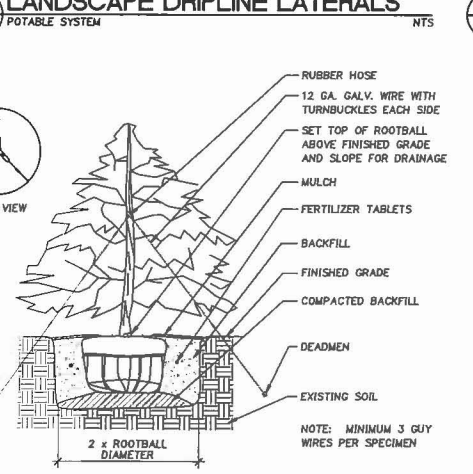 LANDSCAPE DRIPLINE LATERALS
POTABLE SYSTEM
NTS
RUBBER HOSE
12 GA. GALV. WIRE WITH
TURNBUCKLES EACH SIDE
SET TOP OF ROOTBALL
ABOVE FINISHED GRADE
AND SLOPE FOR DRAINAGE
MULCH
VIEW
FERTILIZER TABLETS
BACKFILL
FINISHED GRADE
COMPACTED BACKFILL
DEADMEN
EXISTING SOIL
NOTE: MINIMUM 3 GUY
WIRES PER SPECIMEN
2 x ROOTBALL
DIAMETER